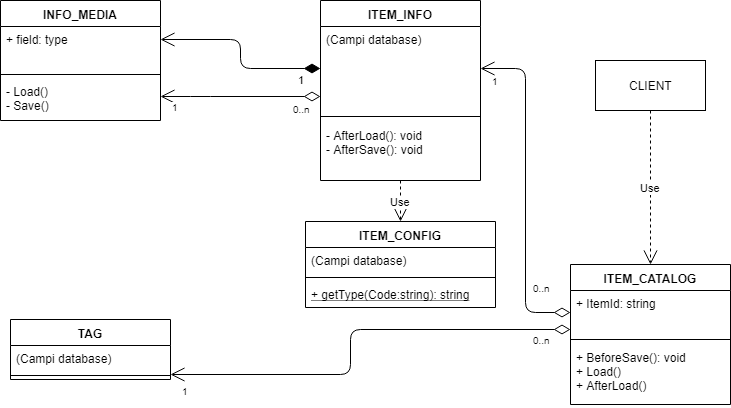 INFO_MEDIA
+ field: type
- Load()
- Save()
ITEM_INFO
(Campi database)
- AfterLoad(): void
- AfterSave(): void
1
1
0..n
1
CLIENT
Use
Use
ITEM_CONFIG
(Campi database)
+ getType(Code:string): string
ITEM_CATALOG
+ ItemId: string
+ BeforeSave(): void
+ Load()
+ AfterLoad()
0..n
0..n
TAG
(Campi database)
1